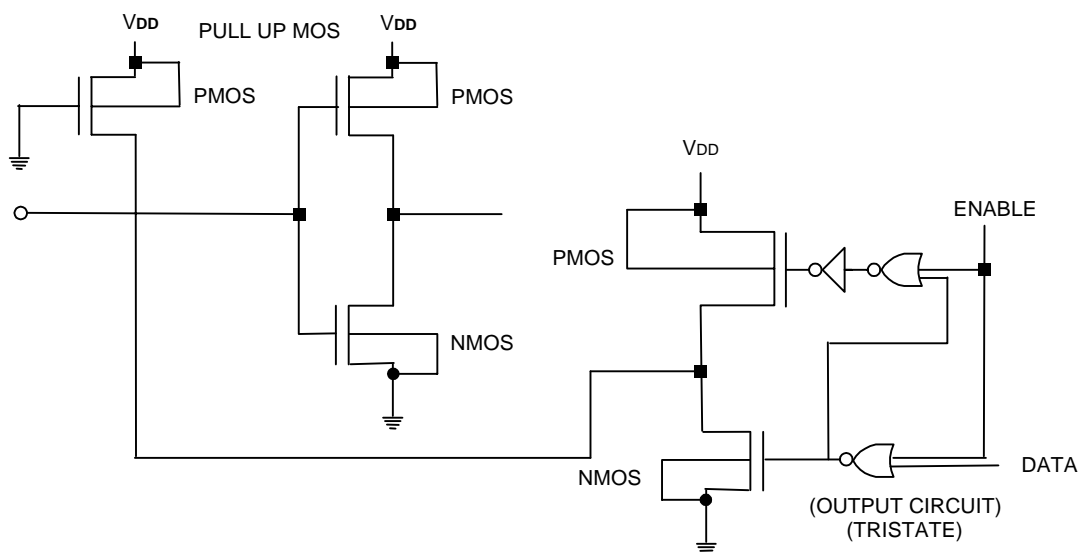 VDD
PULL UP MOS
VDD
PMOS
PMOS
VDD
ENABLE
PMOS
NMOS
NMOS
DATA
(OUTPUT CIRCUIT)
(TRISTATE)